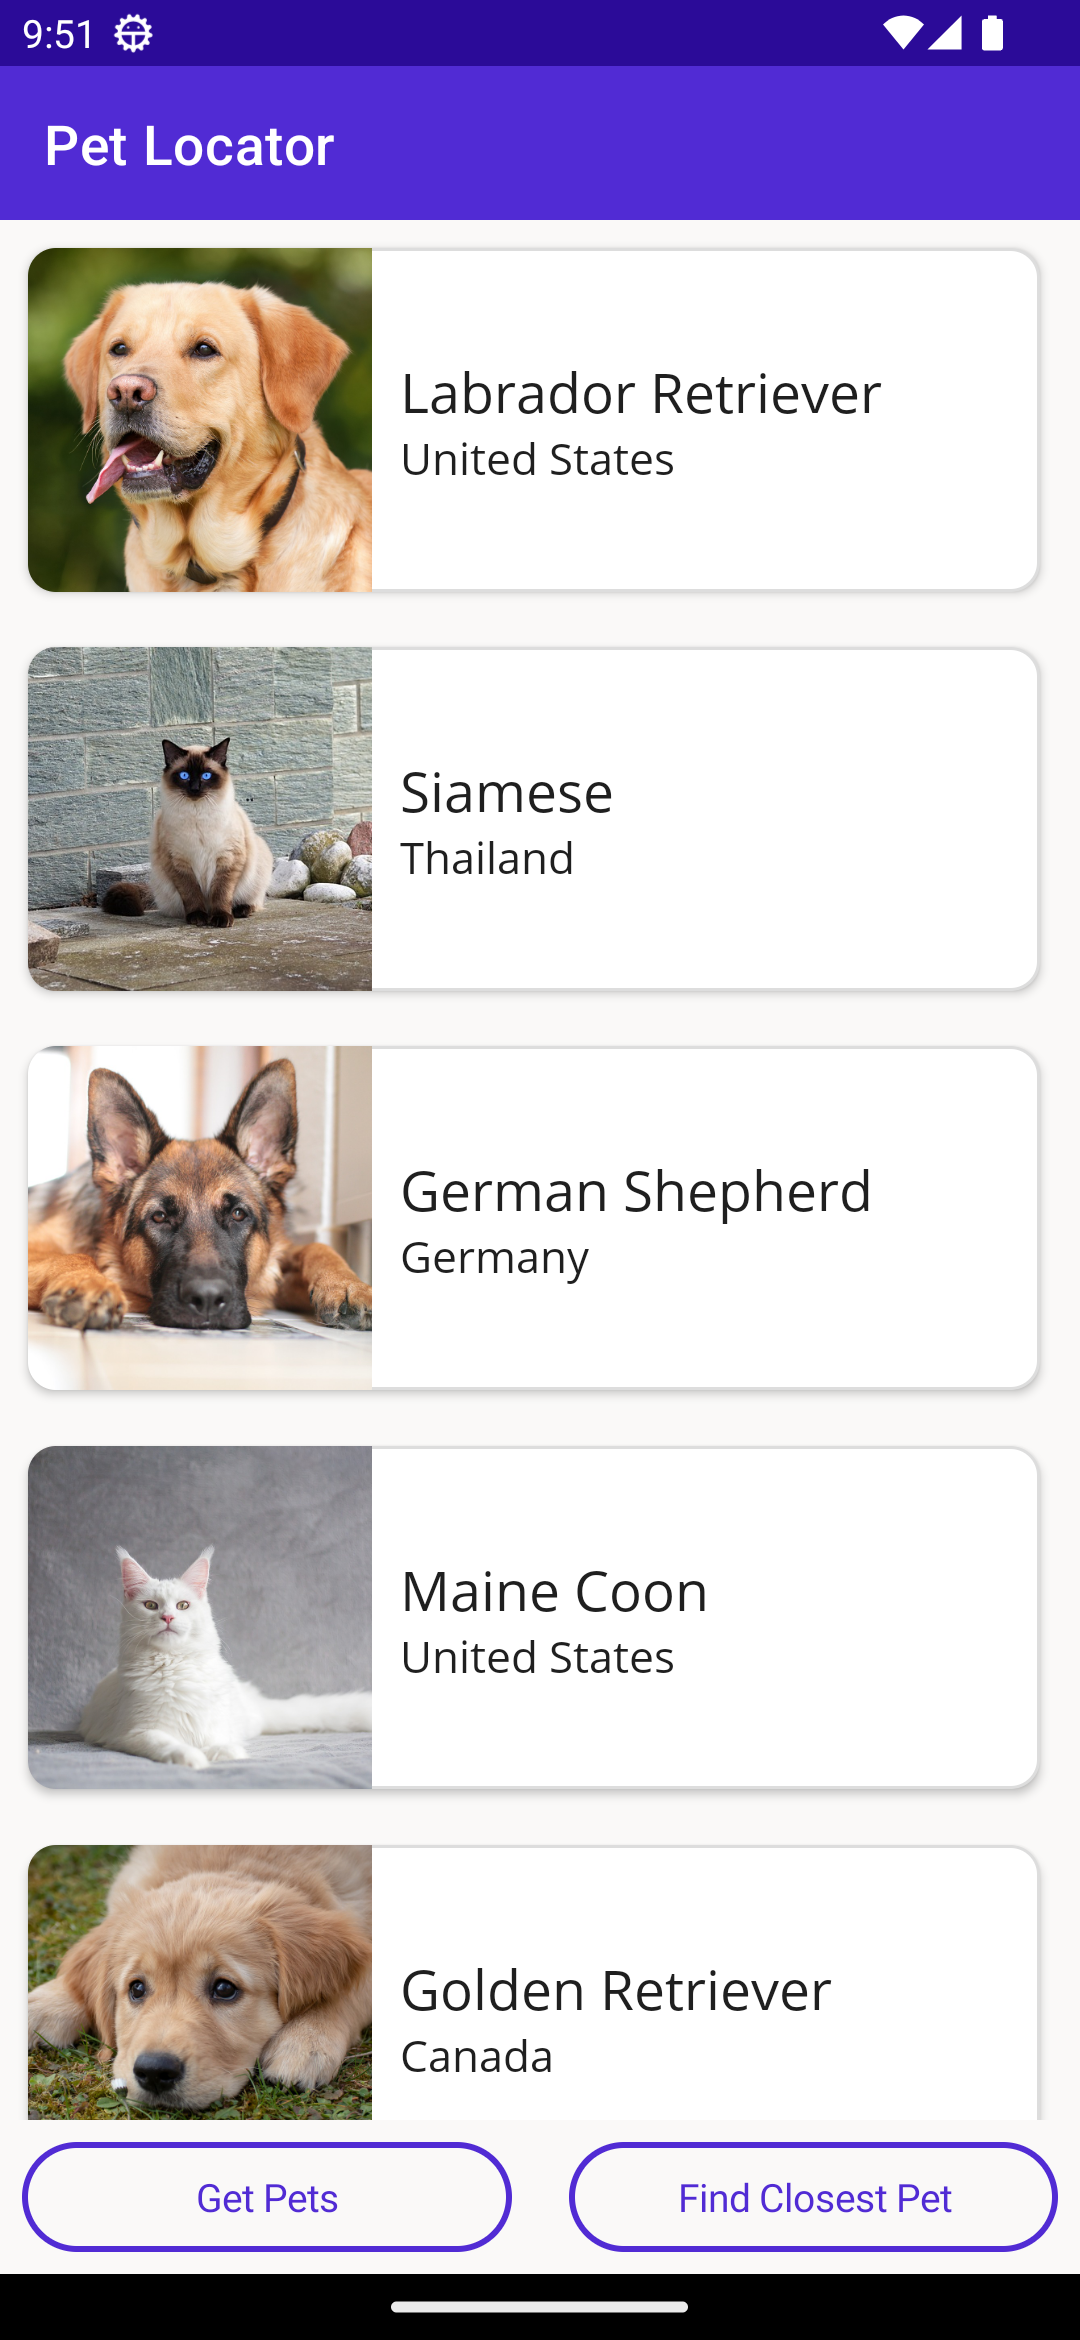 9:51
Pet Locator
Labrador Retriever
United States
Siamese
Thailand
German Shepherd
Germany
Maine Coon
United States
Golden Retriever
Canada
Get Pets
Find Closest Pet